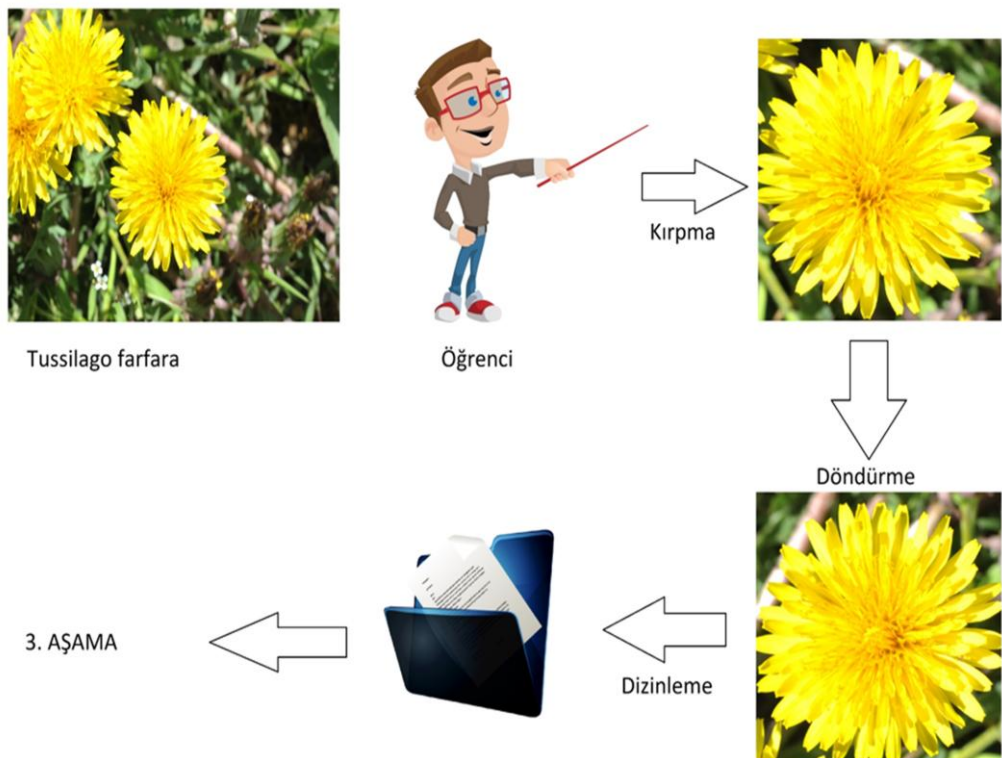 Kırpma
Tussilago farfara
Öğrenci
Döndürme
3. AŞAMA
Dizinleme